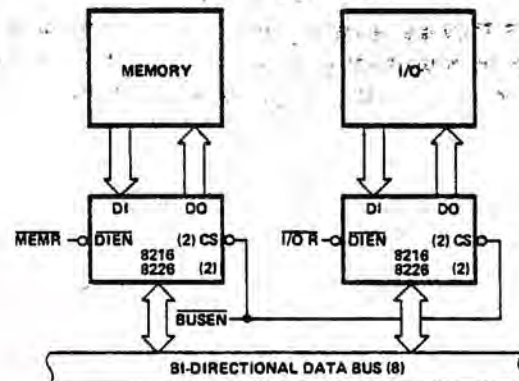 MEMORY
I/O
DI
DO
DI
DO
MEMR
DIEN
(2) CS
I/O R
DIEN
(2) CS
8216
8226
(2)
8216
8226
(2)
BUSEN
BI-DIRECTIONAL DATA BUS (8)